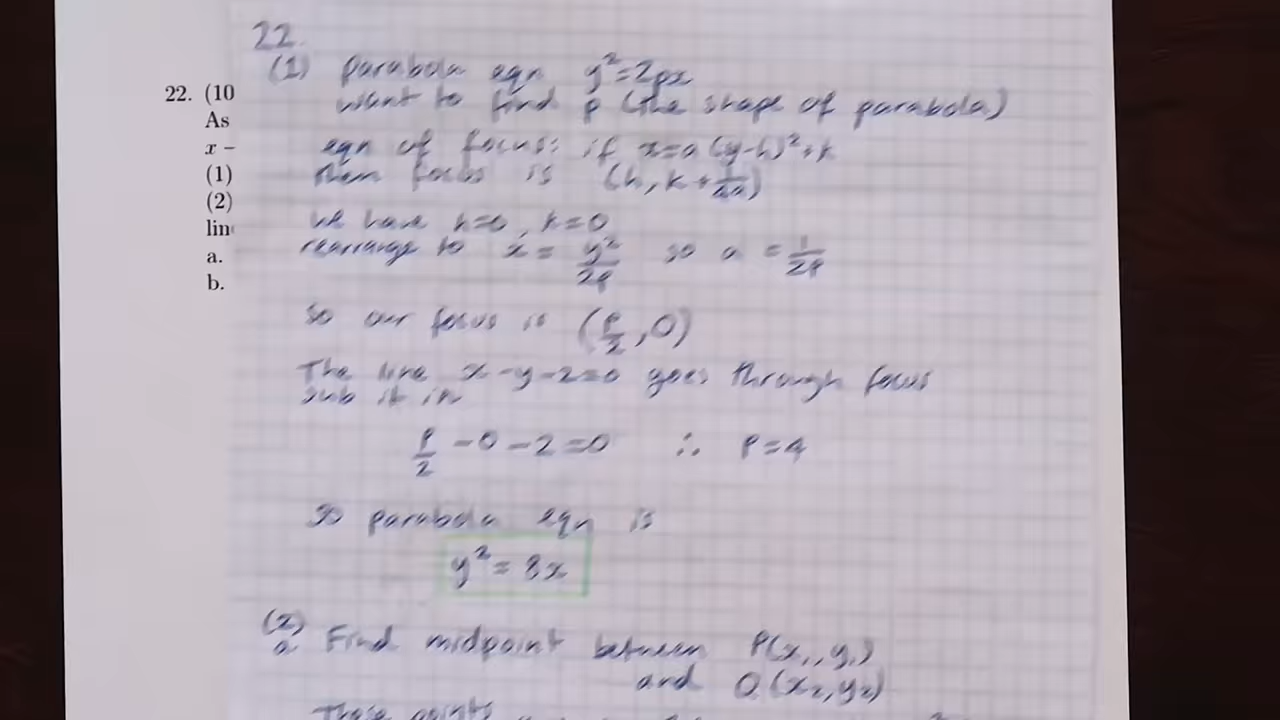 22.
(1) parabola eqn y²=2px
want to find p (the shape of parabola)
eqn of focus: if x=a(y-h)²+k
then focus is (h, k+1/4a)
we have h=0, k=0
rearrange to x = y²/2p so a = 1/2p
so our focus is (p/2, 0)
The line x-y-2=0 goes through focus
sub it in
p/2 -0-2=0 ∴ p=4
so parabola eqn is
y²=8x
(2)
a Find midpoint between P(x₁,y₁)
and Q(x₂,y₂)
These points
22. (10
As
x −
(1)
(2)
lin
a.
b.